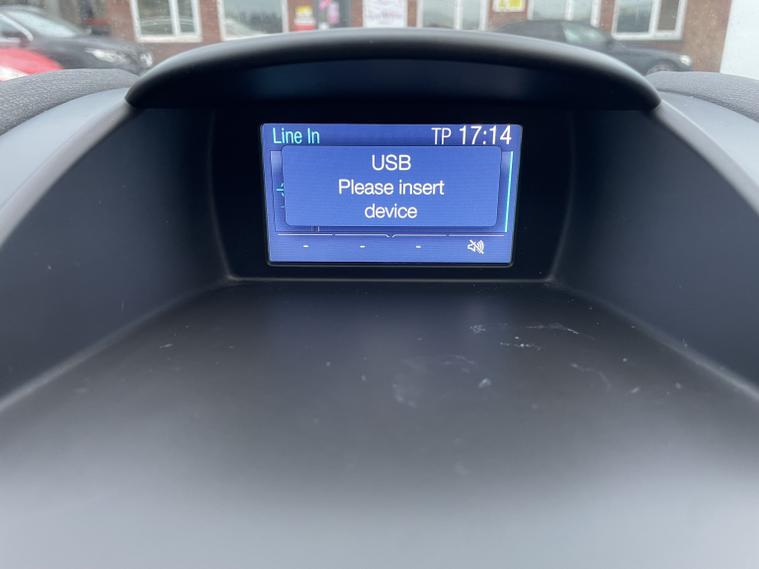 Line In TP 17:14
USB
Please insert
device
- - -